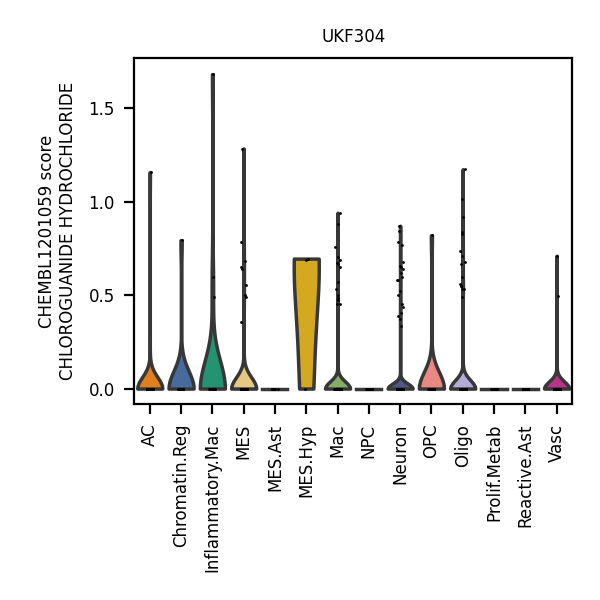 UKF304
CHEMBL1201059 score
CHLOROGUANIDE HYDROCHLORIDE
1.5
1.0
0.5
0.0
AC
Chromatin.Reg
Inflammatory.Mac
MES
MES.Ast
MES.Hyp
Mac
NPC
Neuron
OPC
Oligo
Prolif.Metab
Reactive.Ast
Vasc